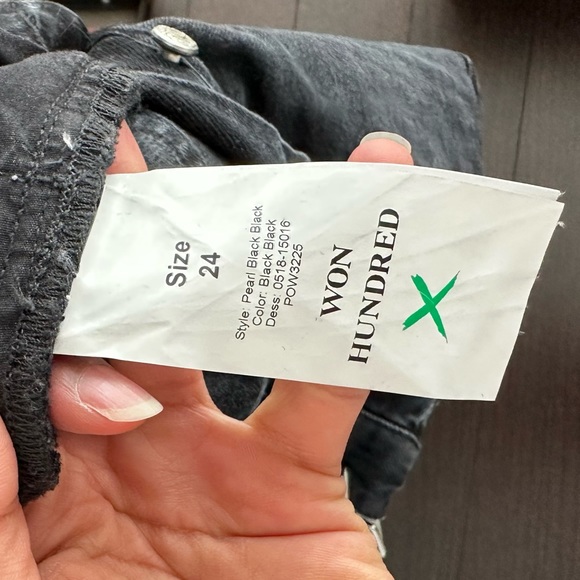 WON
HUNDRED
Style: Pearl Black Black
Color: Black Black
Dess: 0518-15016
POW3225
Size
24